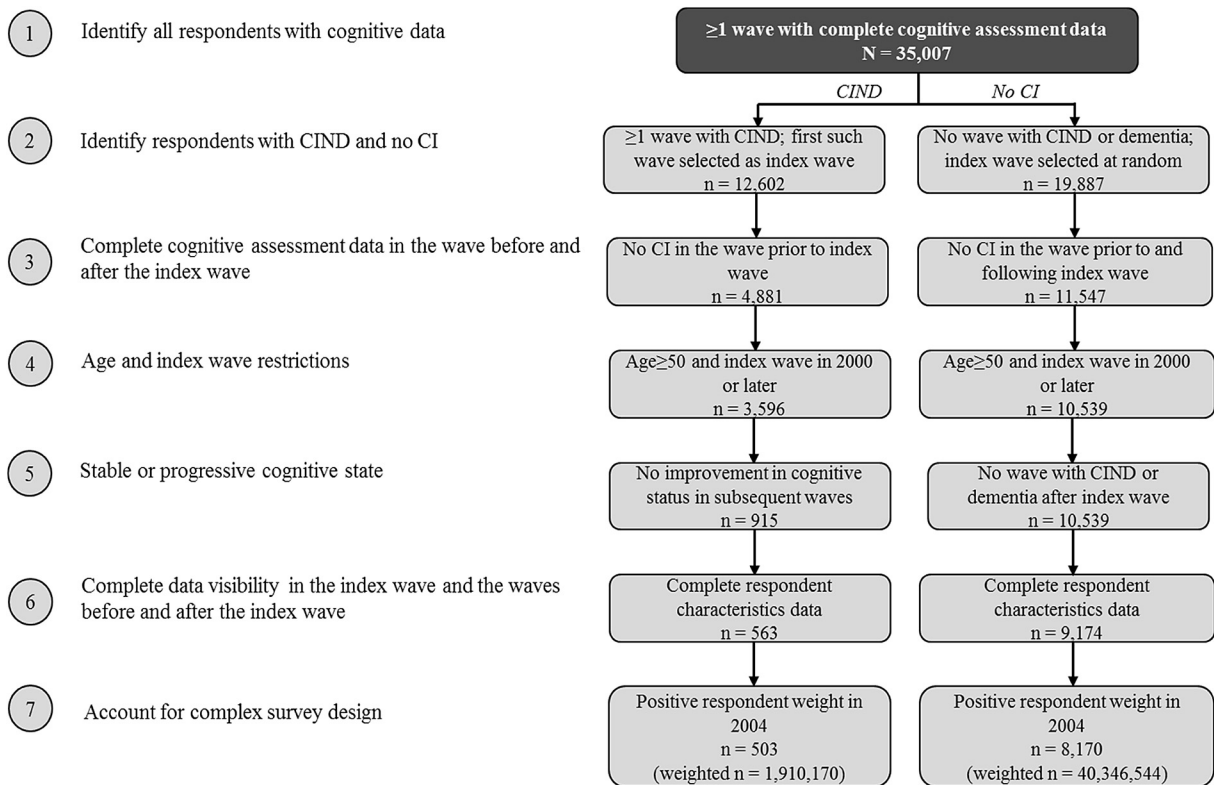 1
Identify all respondents with cognitive data
≥1 wave with complete cognitive assessment data
N = 35,007
CIND
No CI
2
Identify respondents with CIND and no CI
≥1 wave with CIND; first such
wave selected as index wave
n = 12,602
No wave with CIND or dementia;
index wave selected at random
n = 19,887
3
Complete cognitive assessment data in the wave before and
after the index wave
No CI in the wave prior to index
wave
n = 4,881
No CI in the wave prior to and
following index wave
n = 11,547
4
Age and index wave restrictions
Age≥50 and index wave in 2000
or later
n = 3,596
Age≥50 and index wave in 2000
or later
n = 10,539
5
Stable or progressive cognitive state
No improvement in cognitive
status in subsequent waves
n = 915
No wave with CIND or
dementia after index wave
n = 10,539
6
Complete data visibility in the index wave and the waves
before and after the index wave
Complete respondent
characteristics data
n = 563
Complete respondent
characteristics data
n = 9,174
7
Account for complex survey design
Positive respondent weight in
2004
n = 503
(weighted n = 1,910,170)
Positive respondent weight in
2004
n = 8,170
(weighted n = 40,346,544)